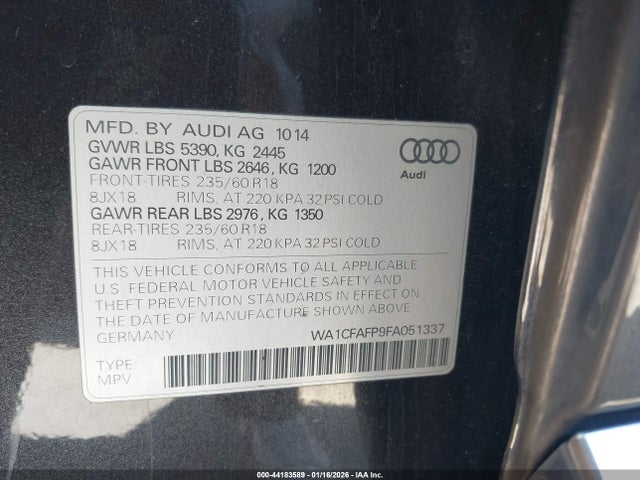 MFD. BY AUDI AG 10 14
GVWR LBS 5390, KG 2445
GAWR FRONT LBS 2646, KG 1200
FRONT-TIRES 235/60 R18
8JX18 RIMS, AT 220 KPA 32 PSI COLD
GAWR REAR LBS 2976, KG 1350
REAR-TIRES 235/60 R18
8JX18 RIMS, AT 220 KPA 32 PSI COLD
Audi
THIS VEHICLE CONFORMS TO ALL APPLICABLE
U.S. FEDERAL MOTOR VEHICLE SAFETY AND
THEFT PREVENTION STANDARDS IN EFFECT ON
THE DATE OF MANUFACTURE SHOWN ABOVE
GERMANY WA1CFAFP9FA051337
TYPE
MPV
000-44183589 - 01/16/2026 - IAA Inc.